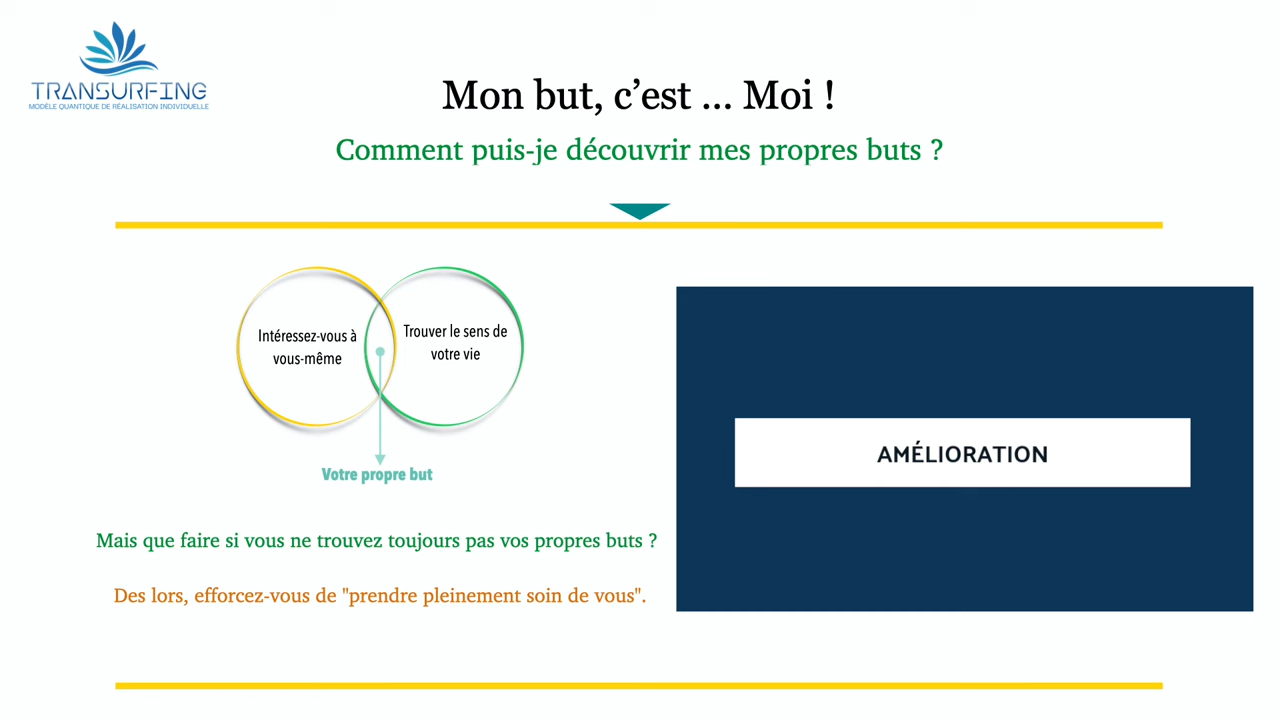 TRANSURFING
MODÈLE QUANTIQUE DE RÉALISATION INDIVIDUELLE
Mon but, c’est ... Moi !
Comment puis-je découvrir mes propres buts ?
Intéressez-vous à
vous-même
Trouver le sens de
votre vie
Votre propre but
Mais que faire si vous ne trouvez toujours pas vos propres buts ?
Des lors, efforcez-vous de "prendre pleinement soin de vous".
AMÉLIORATION